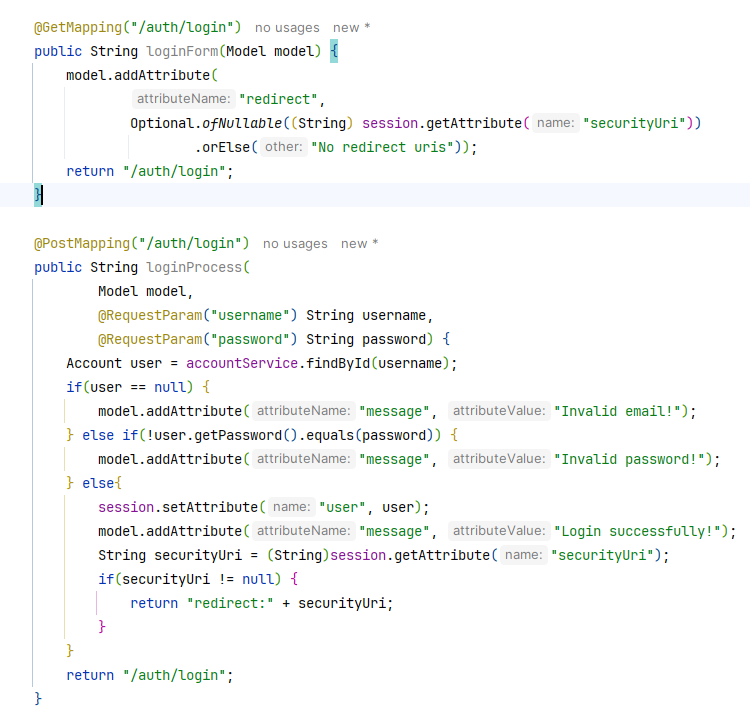 @GetMapping("/auth/login") no usages new *
public String loginForm(Model model) {
model.addAttribute(
attributeName: "redirect",
Optional.ofNullable((String) session.getAttribute( name: "securityUri"))
.orElse( other: "No redirect uris"));
return "/auth/login";
}
@PostMapping("/auth/login") no usages new *
public String loginProcess(
Model model,
@RequestParam("username") String username,
@RequestParam("password") String password) {
Account user = accountService.findById(username);
if(user == null) {
model.addAttribute( attributeName: "message", attributeValue: "Invalid email!");
} else if(!user.getPassword().equals(password)) {
model.addAttribute( attributeName: "message", attributeValue: "Invalid password!");
} else{
session.setAttribute( name: "user", user);
model.addAttribute( attributeName: "message", attributeValue: "Login successfully!");
String securityUri = (String)session.getAttribute( name: "securityUri");
if(securityUri != null) {
return "redirect:" + securityUri;
}
}
return "/auth/login";
}